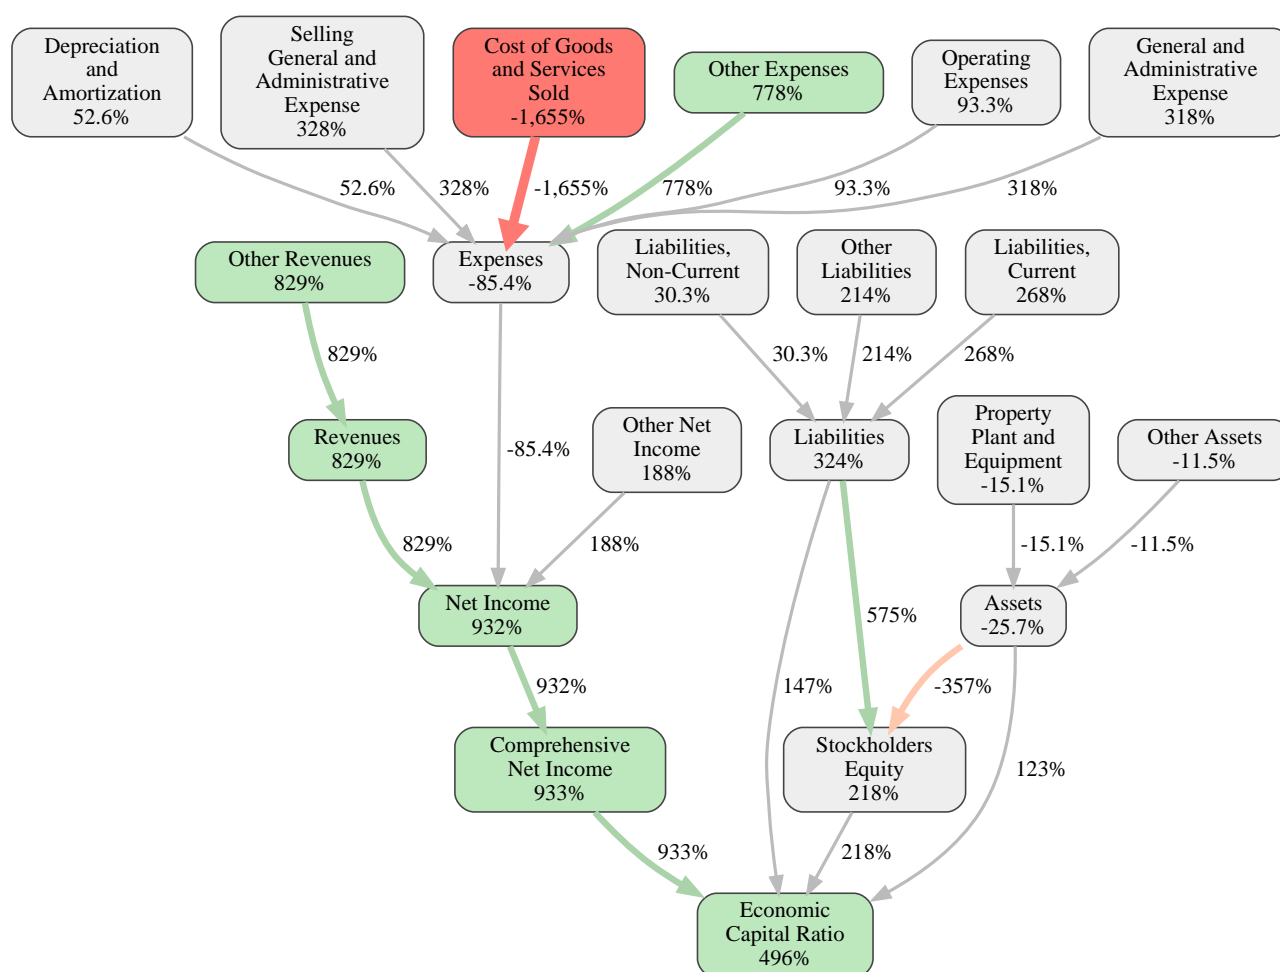 Depreciation
and
Amortization
52.6%
Selling
General and
Administrative
Expense
328%
Cost of Goods
and Services
Sold
-1,655%
Other Expenses
778%
Operating
Expenses
93.3%
General and
Administrative
Expense
318%
52.6%
328%
-1,655%
778%
93.3%
318%
Other Revenues
829%
Expenses
-85.4%
Liabilities,
Non-Current
30.3%
Other
Liabilities
214%
Liabilities,
Current
268%
829%
30.3%
214%
268%
Revenues
829%
-85.4%
Other Net
Income
188%
Liabilities
324%
Property
Plant and
Equipment
-15.1%
Other Assets
-11.5%
829%
188%
-15.1%
-11.5%
Net Income
932%
575%
Assets
-25.7%
932%
147%
-357%
Comprehensive
Net Income
933%
Stockholders
Equity
218%
123%
933%
218%
Economic
Capital Ratio
496%